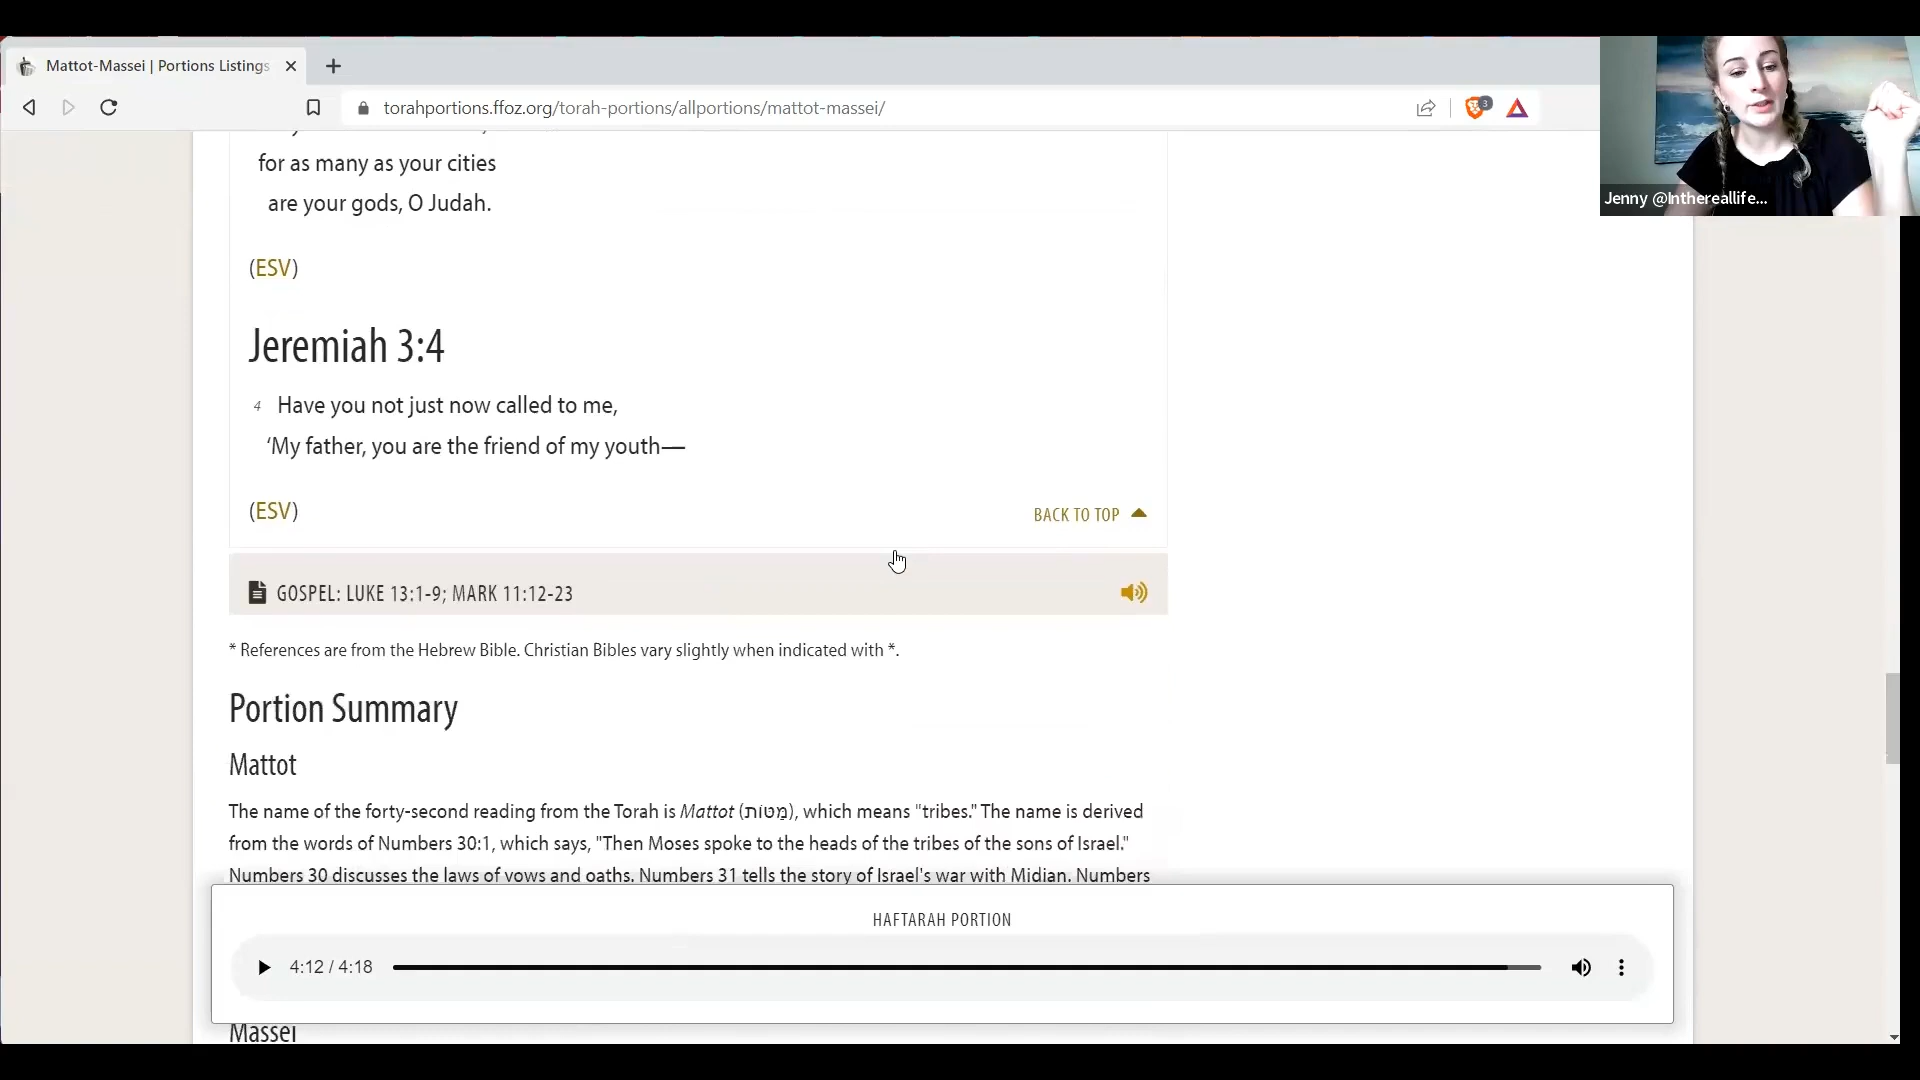 Mattot-Massei | Portions Listings
torahportions.ffoz.org/torah-portions/allportions/mattot-massei/
3
Jenny @Inthereallife...
for as many as your cities
are your gods, O Judah.
(ESV)
Jeremiah 3:4
4 Have you not just now called to me,
‘My father, you are the friend of my youth—
(ESV)
BACK TO TOP
GOSPEL: LUKE 13:1-9; MARK 11:12-23
* References are from the Hebrew Bible. Christian Bibles vary slightly when indicated with *.
Portion Summary
Mattot
The name of the forty-second reading from the Torah is Mattot (מַטּוֹת), which means "tribes." The name is derived
from the words of Numbers 30:1, which says, "Then Moses spoke to the heads of the tribes of the sons of Israel."
Numbers 30 discusses the laws of vows and oaths. Numbers 31 tells the story of Israel's war with Midian. Numbers
HAFTARAH PORTION
4:12 / 4:18
Massei